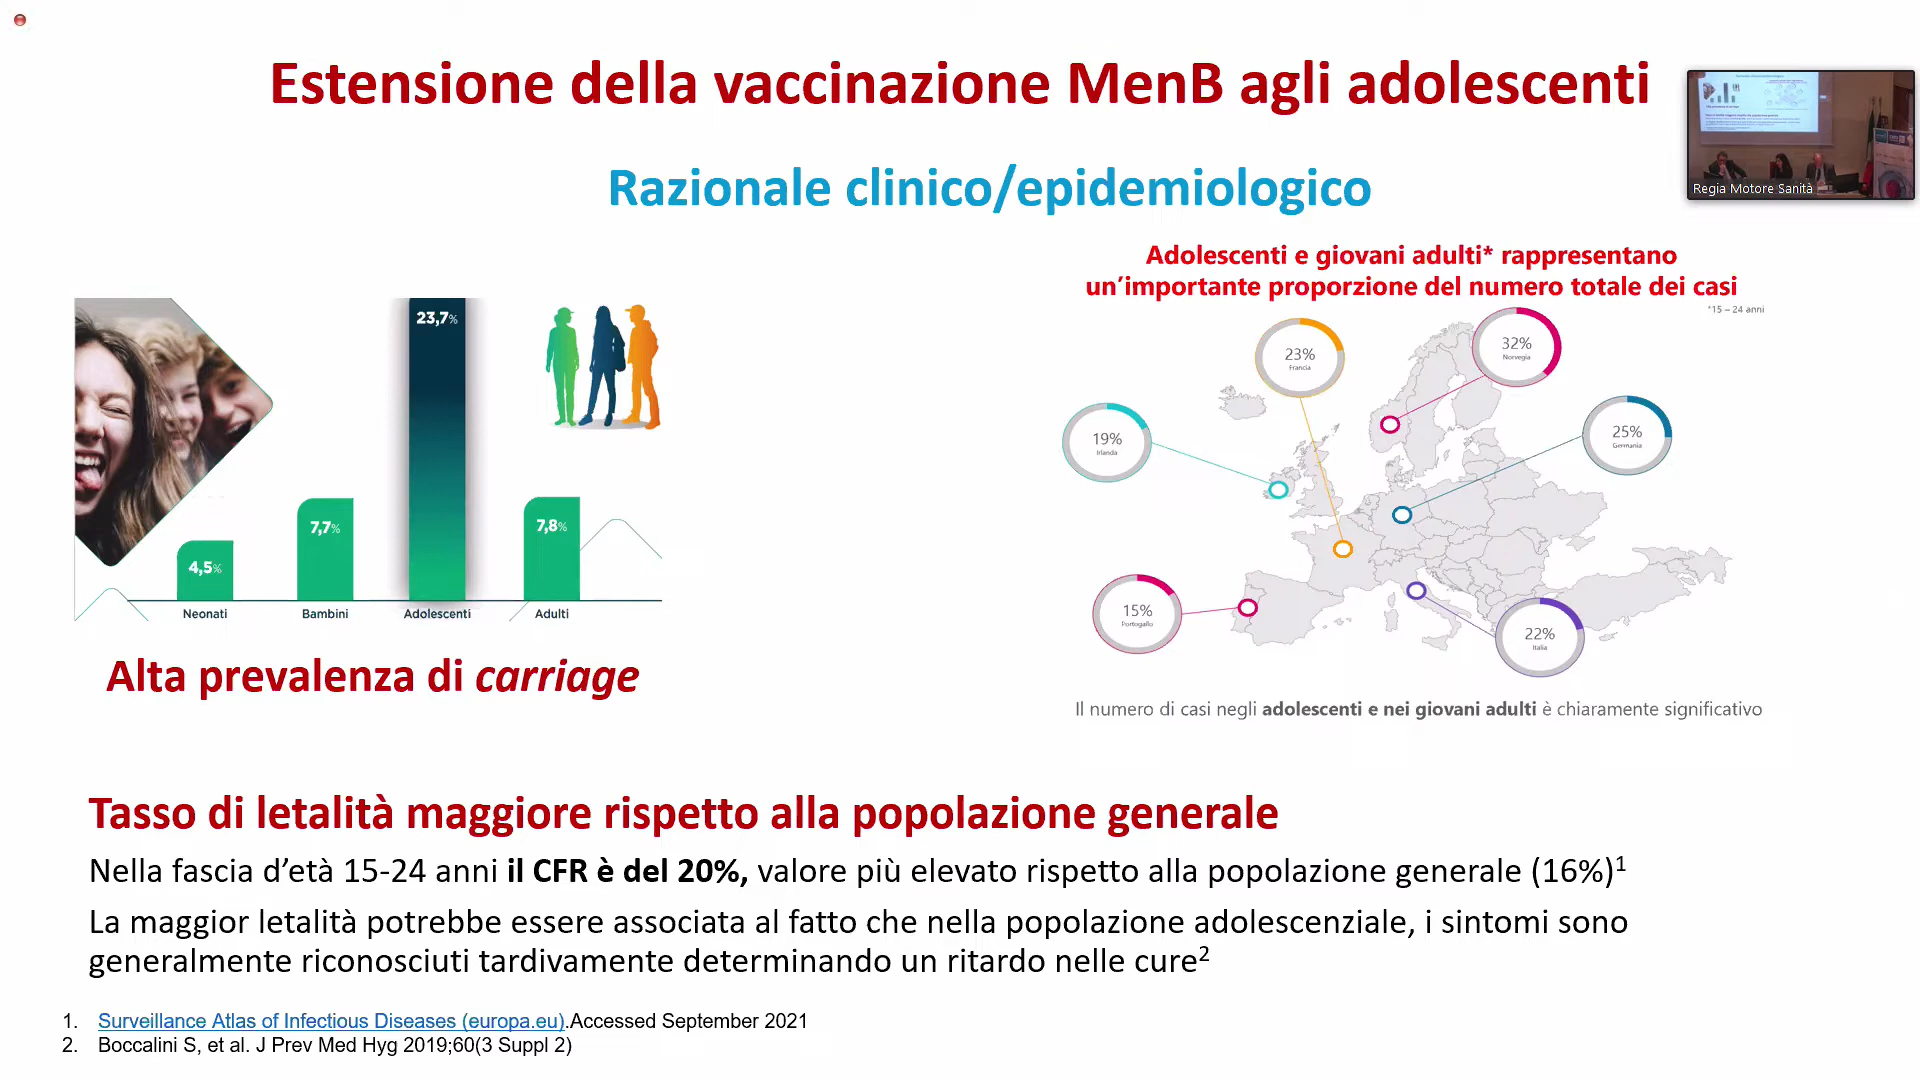 Estensione della vaccinazione MenB agli adolescenti
Razionale clinico/epidemiologico
Regia Motore Sanità
Adolescenti e giovani adulti* rappresentano
un’importante proporzione del numero totale dei casi
*15 – 24 anni
23,7%
7,7%
7,8%
4,5%
Neonati
Bambini
Adolescenti
Adulti
Alta prevalenza di carriage
23%
Francia
32%
Norvegia
19%
Irlanda
25%
Germania
15%
Portogallo
22%
Italia
Il numero di casi negli adolescenti e nei giovani adulti è chiaramente significativo
Tasso di letalità maggiore rispetto alla popolazione generale
Nella fascia d’età 15-24 anni il CFR è del 20%, valore più elevato rispetto alla popolazione generale (16%)1
La maggior letalità potrebbe essere associata al fatto che nella popolazione adolescenziale, i sintomi sono
generalmente riconosciuti tardivamente determinando un ritardo nelle cure2
1. Surveillance Atlas of Infectious Diseases (europa.eu).Accessed September 2021
2. Boccalini S, et al. J Prev Med Hyg 2019;60(3 Suppl 2)